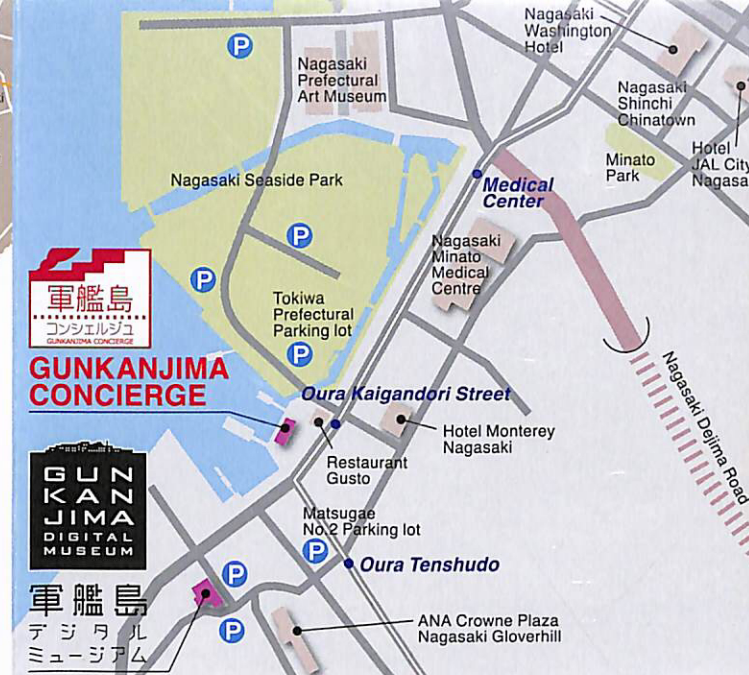 Nagasaki
Washington
Hotel
P
Nagasaki
Prefectural
Art Museum
Nagasaki
Shinchi
Chinatown
Minato
Park
Hotel
JAL City
Nagasa
Nagasaki Seaside Park
Medical
Center
P
Nagasaki
Minato
Medical
Centre
P
軍艦島
コンシェルジュ
GUNKANJIMA CONCIERGE
GUNKANJIMA
CONCIERGE
Tokiwa
Prefectural
Parking lot
P
Oura Kaigandori Street
Hotel Monterey
Nagasaki
Nagasaki Dejima Road
Restaurant
Gusto
GUN
KAN
JIMA
DIGITAL
MUSEUM
軍艦島
デジタル
ミュージアム
Matsugae
No.2 Parking lot
P
Oura Tenshudo
P
P
ANA Crowne Plaza
Nagasaki Gloverhill